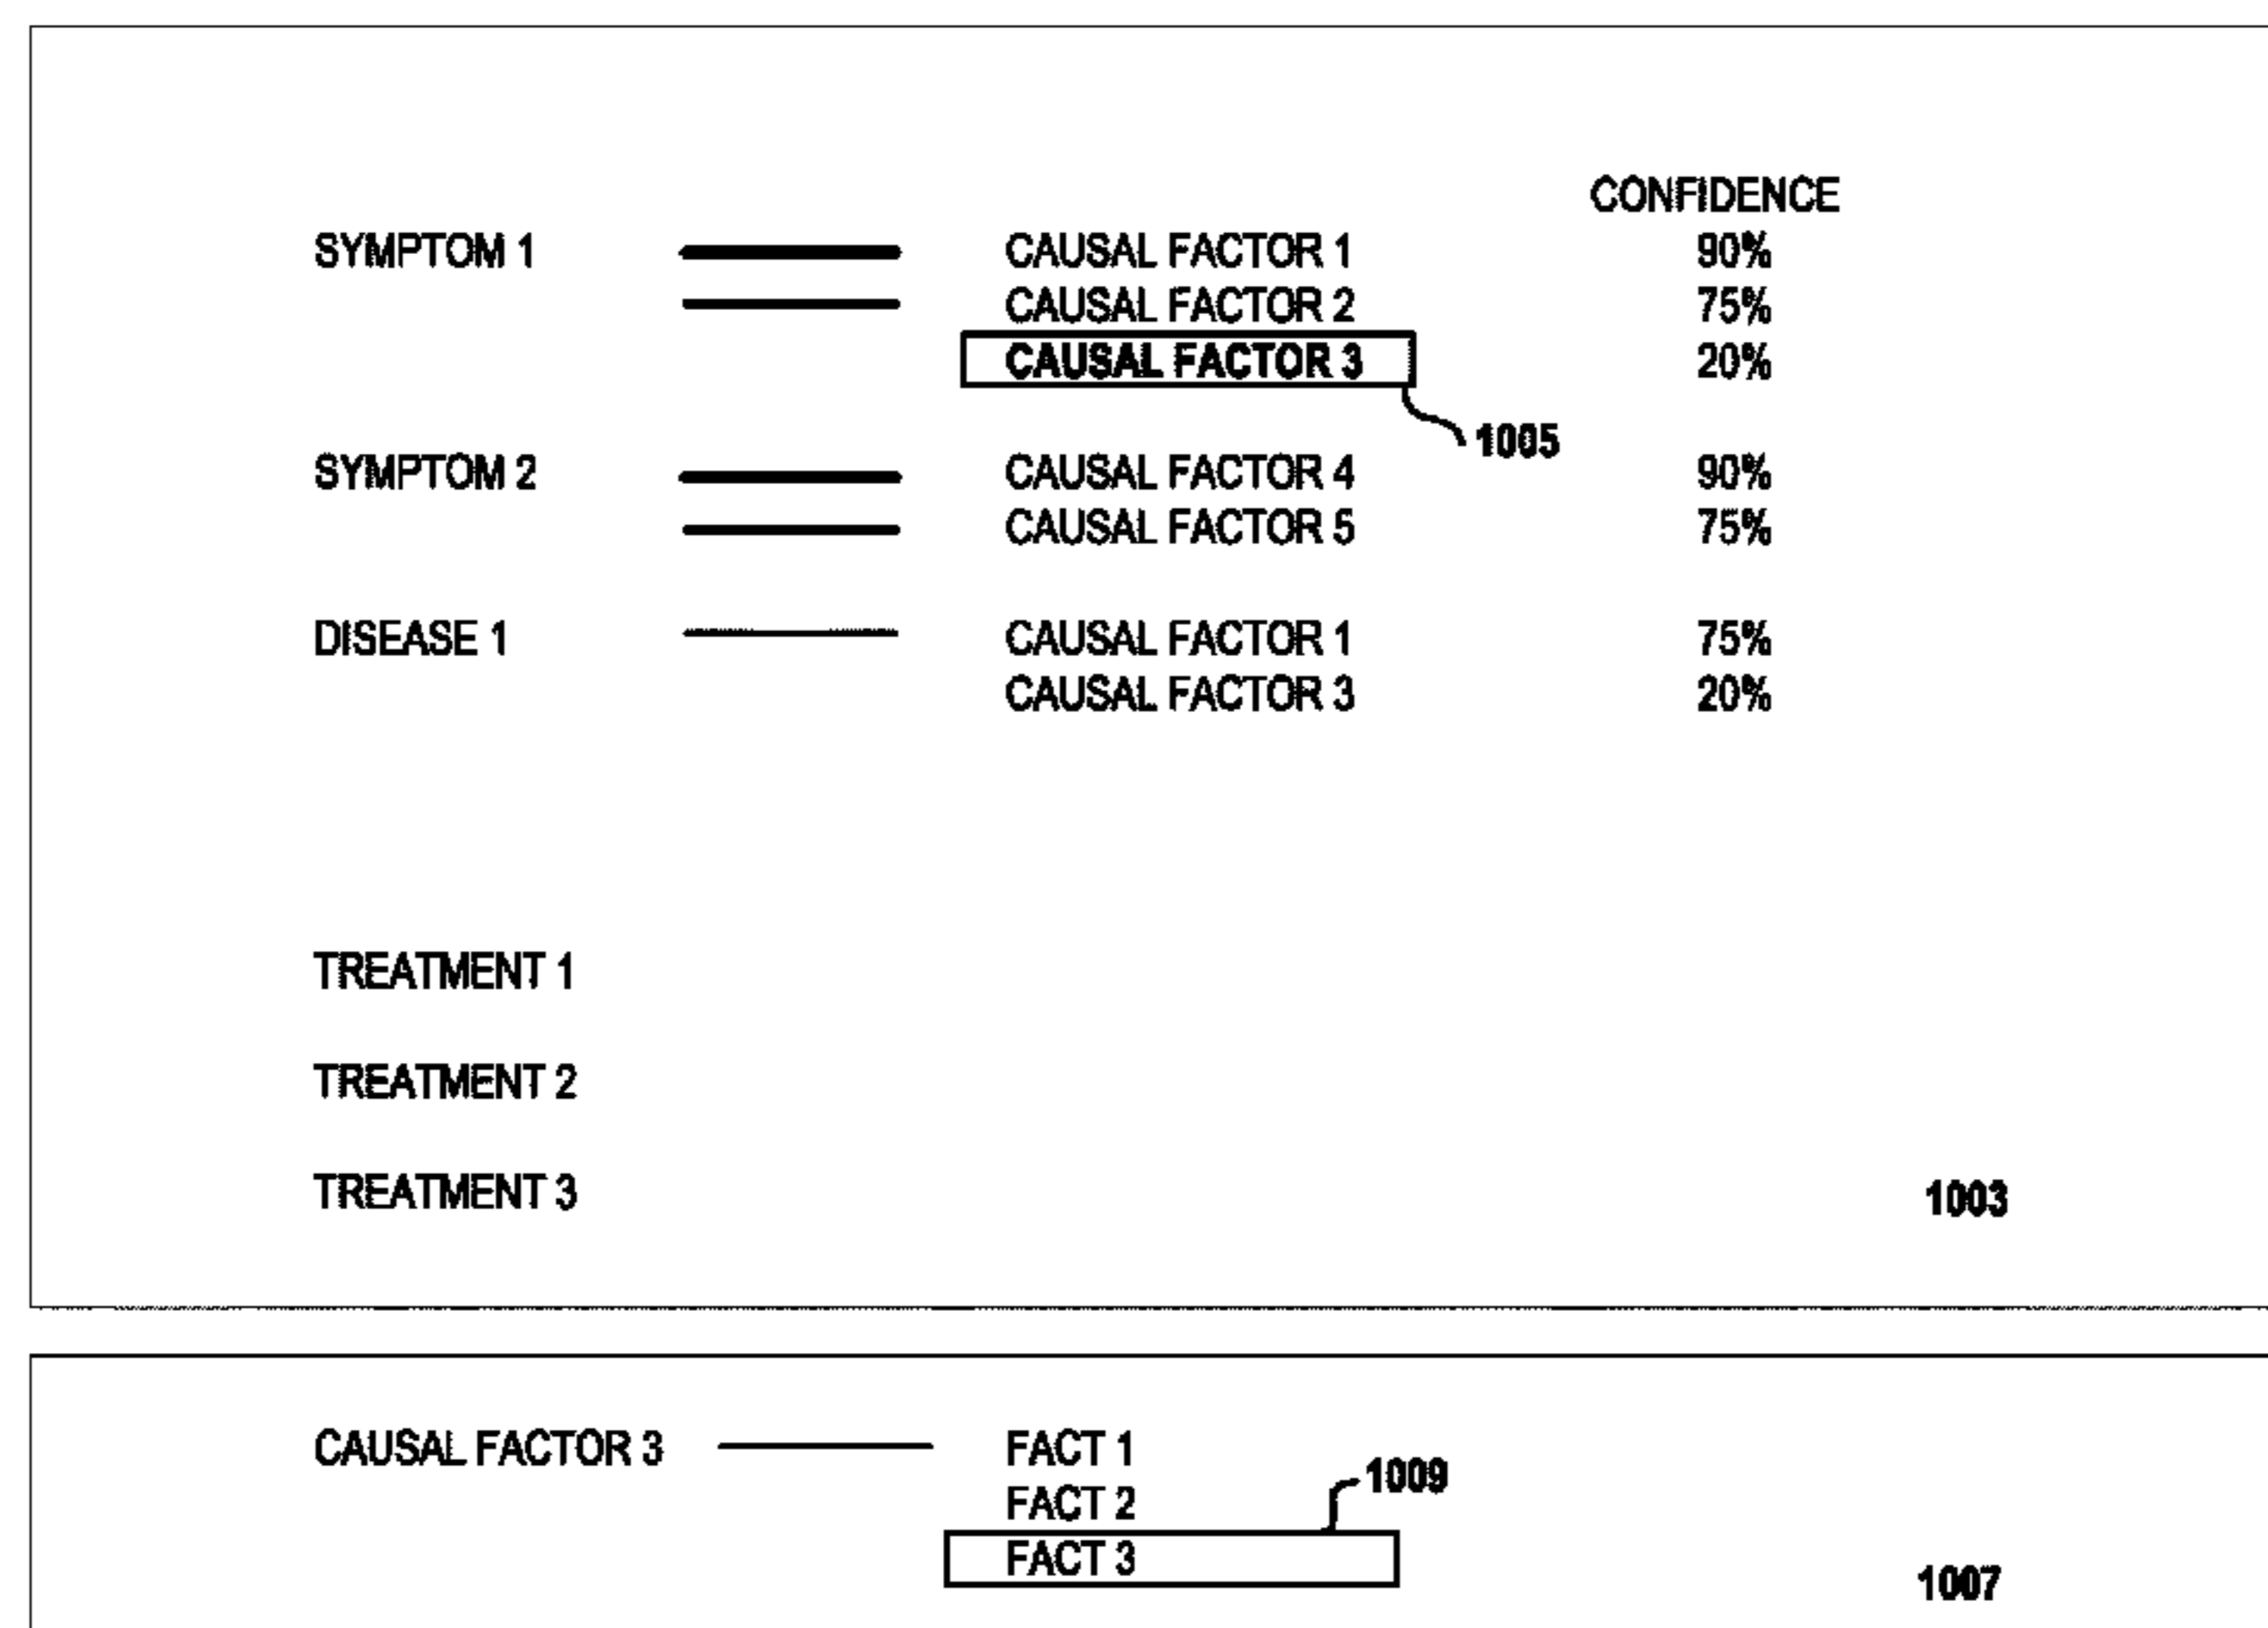 CONFIDENCE
SYMPTOM 1 CAUSAL FACTOR 1 90%
CAUSAL FACTOR 2 75%
CAUSAL FACTOR 3 20%
1005
SYMPTOM 2 CAUSAL FACTOR 4 90%
CAUSAL FACTOR 5 75%
DISEASE 1 CAUSAL FACTOR 1 75%
CAUSAL FACTOR 3 20%
TREATMENT 1
TREATMENT 2
TREATMENT 3 1003
CAUSAL FACTOR 3 FACT 1
1009
FACT 2
FACT 3
1007